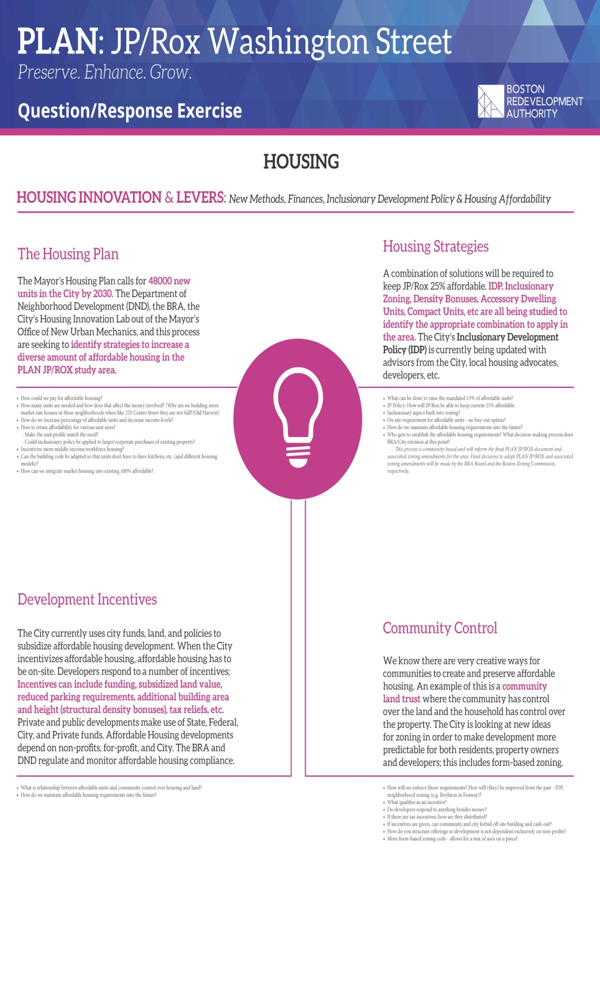 PLAN: JP/Rox Washington Street
Preserve. Enhance. Grow.
Question/Response Exercise
BOSTON
REDEVELOPMENT
AUTHORITY
HOUSING
HOUSING INNOVATION & LEVERS: New Methods, Finances, Inclusionary Development Policy & Housing Affordability
The Housing Plan
The Mayor's Housing Plan calls for 48000 new
units in the City by 2030. The Department of
Neighborhood Development (DND), the BRA, the
City's Housing Innovation Lab out of the Mayor's
Office of New Urban Mechanics, and this process
are seeking to identify strategies to increase a
diverse amount of affordable housing in the
PLAN JP/ROX study area.
• How could we pay for affordable housing?
• How many units are needed and how does that affect the money involved? (Why are we building more
market rate houses in these neighborhoods when like 225 Centre Street they are not full?/Old Harvest)
• How do we increase percentage of affordable units and decrease income levels?
• How to retain affordability for various unit sizes?
- Make the unit profile match the need?
- Could inclusionary policy be applied to larger/corporate purchases of existing property?
• Incentivize more middle-income/workforce housing?
• Can the building code be adapted so that units don't have to have kitchens, etc. (and different housing
models)?
• How can we integrate market housing into existing 100% affordable?
Housing Strategies
A combination of solutions will be required to
keep JP/Rox 25% affordable. IDP, Inclusionary
Zoning, Density Bonuses, Accessory Dwelling
Units, Compact Units, etc are all being studied to
identify the appropriate combination to apply in
the area. The City's Inclusionary Development
Policy (IDP) is currently being updated with
advisors from the City, local housing advocates,
developers, etc.
• What can be done to raise the mandated 13% of affordable units?
• JP Policy: How will JP/Rox be able to keep current 25% affordable
• Inclusionary aspect built into zoning?
• On site requirement for affordable units - no buy-out option?
• How do we maintain affordable housing requirements into the future?
• Who gets to establish the affordable housing requirements? What decision-making process does
BRA/City envision at this point?
- This process is community-based and will inform the final PLAN JP/ROX document and
associated zoning amendments for the area. Final decisions to adopt PLAN JP/ROX and associated
zoning amendments will be made by the BRA Board and the Boston Zoning Commission,
respectively.
Development Incentives
The City currently uses city funds, land, and policies to
subsidize affordable housing development. When the City
incentivizes affordable housing, affordable housing has to
be on-site. Developers respond to a number of incentives;
Incentives can include funding, subsidized land value,
reduced parking requirements, additional building area
and height (structural density bonuses), tax reliefs, etc.
Private and public developments make use of State, Federal,
City, and Private funds. Affordable Housing developments
depend on non-profits, for-profit, and City. The BRA and
DND regulate and monitor affordable housing compliance.
• What is relationship between affordable units and community control over housing and land?
• How do we maintain affordable housing requirements into the future?
Community Control
We know there are very creative ways for
communities to create and preserve affordable
housing. An example of this is a community
land trust where the community has control
over the land and the household has control over
the property. The City is looking at new ideas
for zoning in order to make development more
predictable for both residents, property owners
and developers; this includes form-based zoning.
• How will we enforce those requirements? How will (they) be improved from the past - IDP,
neighborhood zoning (e.g. Boylston in Fenway)?
• What qualifies as an incentive?
• Do developers respond to anything besides money?
• If there are tax incentives, how are they distributed?
• If incentives are given, can community and city forbid off-site building and cash-out?
• How do you structure offerings so development is not dependent exclusively on non-profits?
• More form-based zoning code - allows for a mix of uses on a parcel